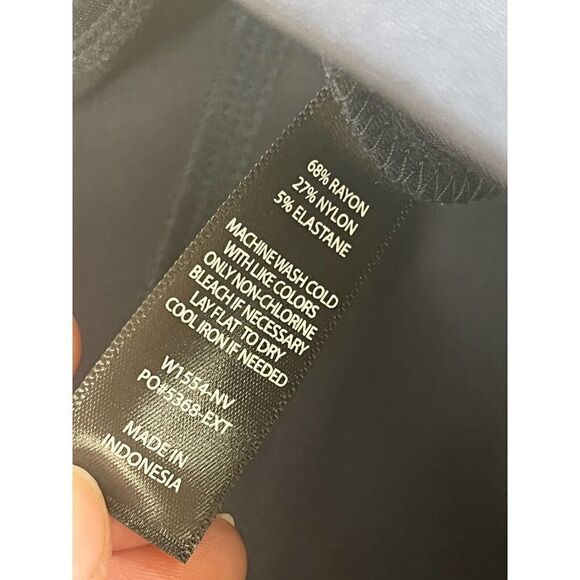 68% RAYON
27% NYLON
5% ELASTANE
MACHINE WASH COLD
WITH LIKE COLORS
ONLY NON-CHLORINE
BLEACH IF NECESSARY
LAY FLAT TO DRY
COOL IRON IF NEEDED
W1554-NV
PO#5368-EXT
MADE IN
INDONESIA